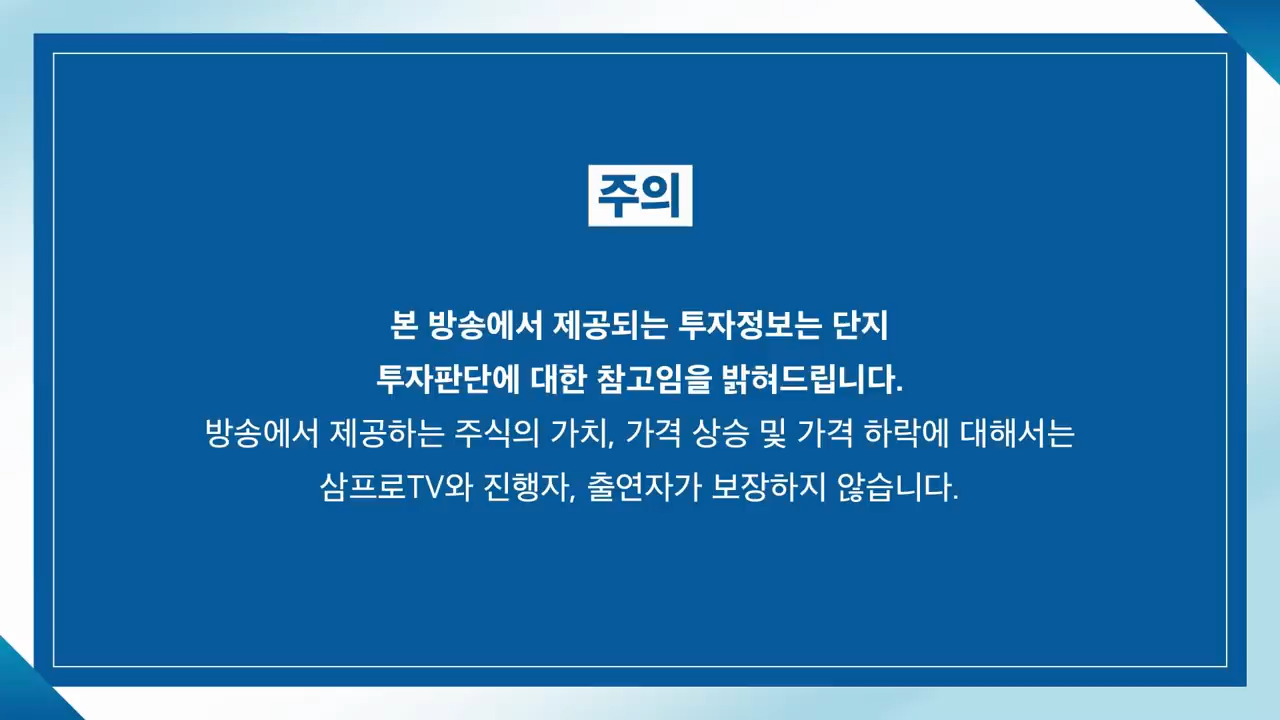 주의
본 방송에서 제공되는 투자정보는 단지
투자판단에 대한 참고임을 밝혀드립니다.
방송에서 제공하는 주식의 가치, 가격 상승 및 가격 하락에 대해서는
삼프로TV와 진행자, 출연자가 보장하지 않습니다.